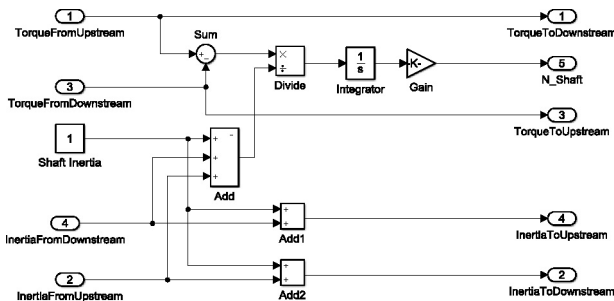 1
TorqueFromUpstream
Sum
+
−
×
÷
Divide
1
s
Integrator
-K-
Gain
1
TorqueToDownstream
5
N_Shaft
3
TorqueFromDownstream
3
TorqueToUpstream
1
Shaft Inertia
+
+
+
-
Add
4
InertiaFromDownstream
+
+
Add1
4
InertiaToUpstream
2
InertiaFromUpstream
+
+
Add2
2
InertiaToDownstream